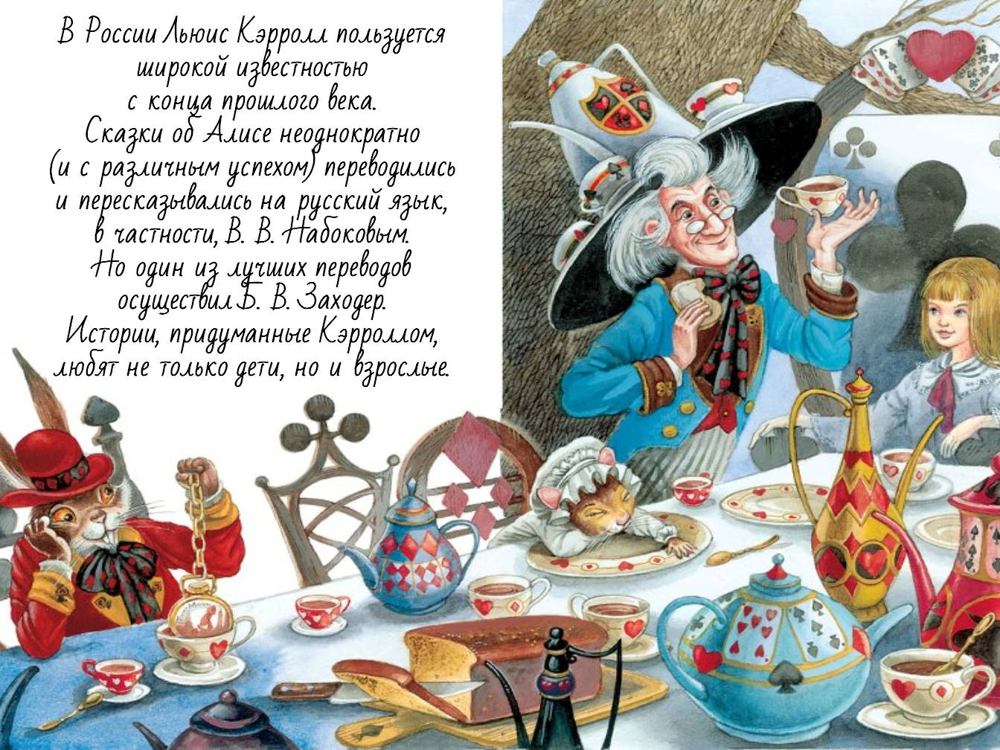 В России Льюис Кэрролл пользуется
широкой известностью
с конца прошлого века.
Сказки об Алисе неоднократно
(и с различным успехом) переводились
и пересказывались на русский язык,
в частности, В. В. Набоковым.
Но один из лучших переводов
осуществил Б. В. Заходер.
Истории, придуманные Кэрроллом,
любят не только дети, но и взрослые.